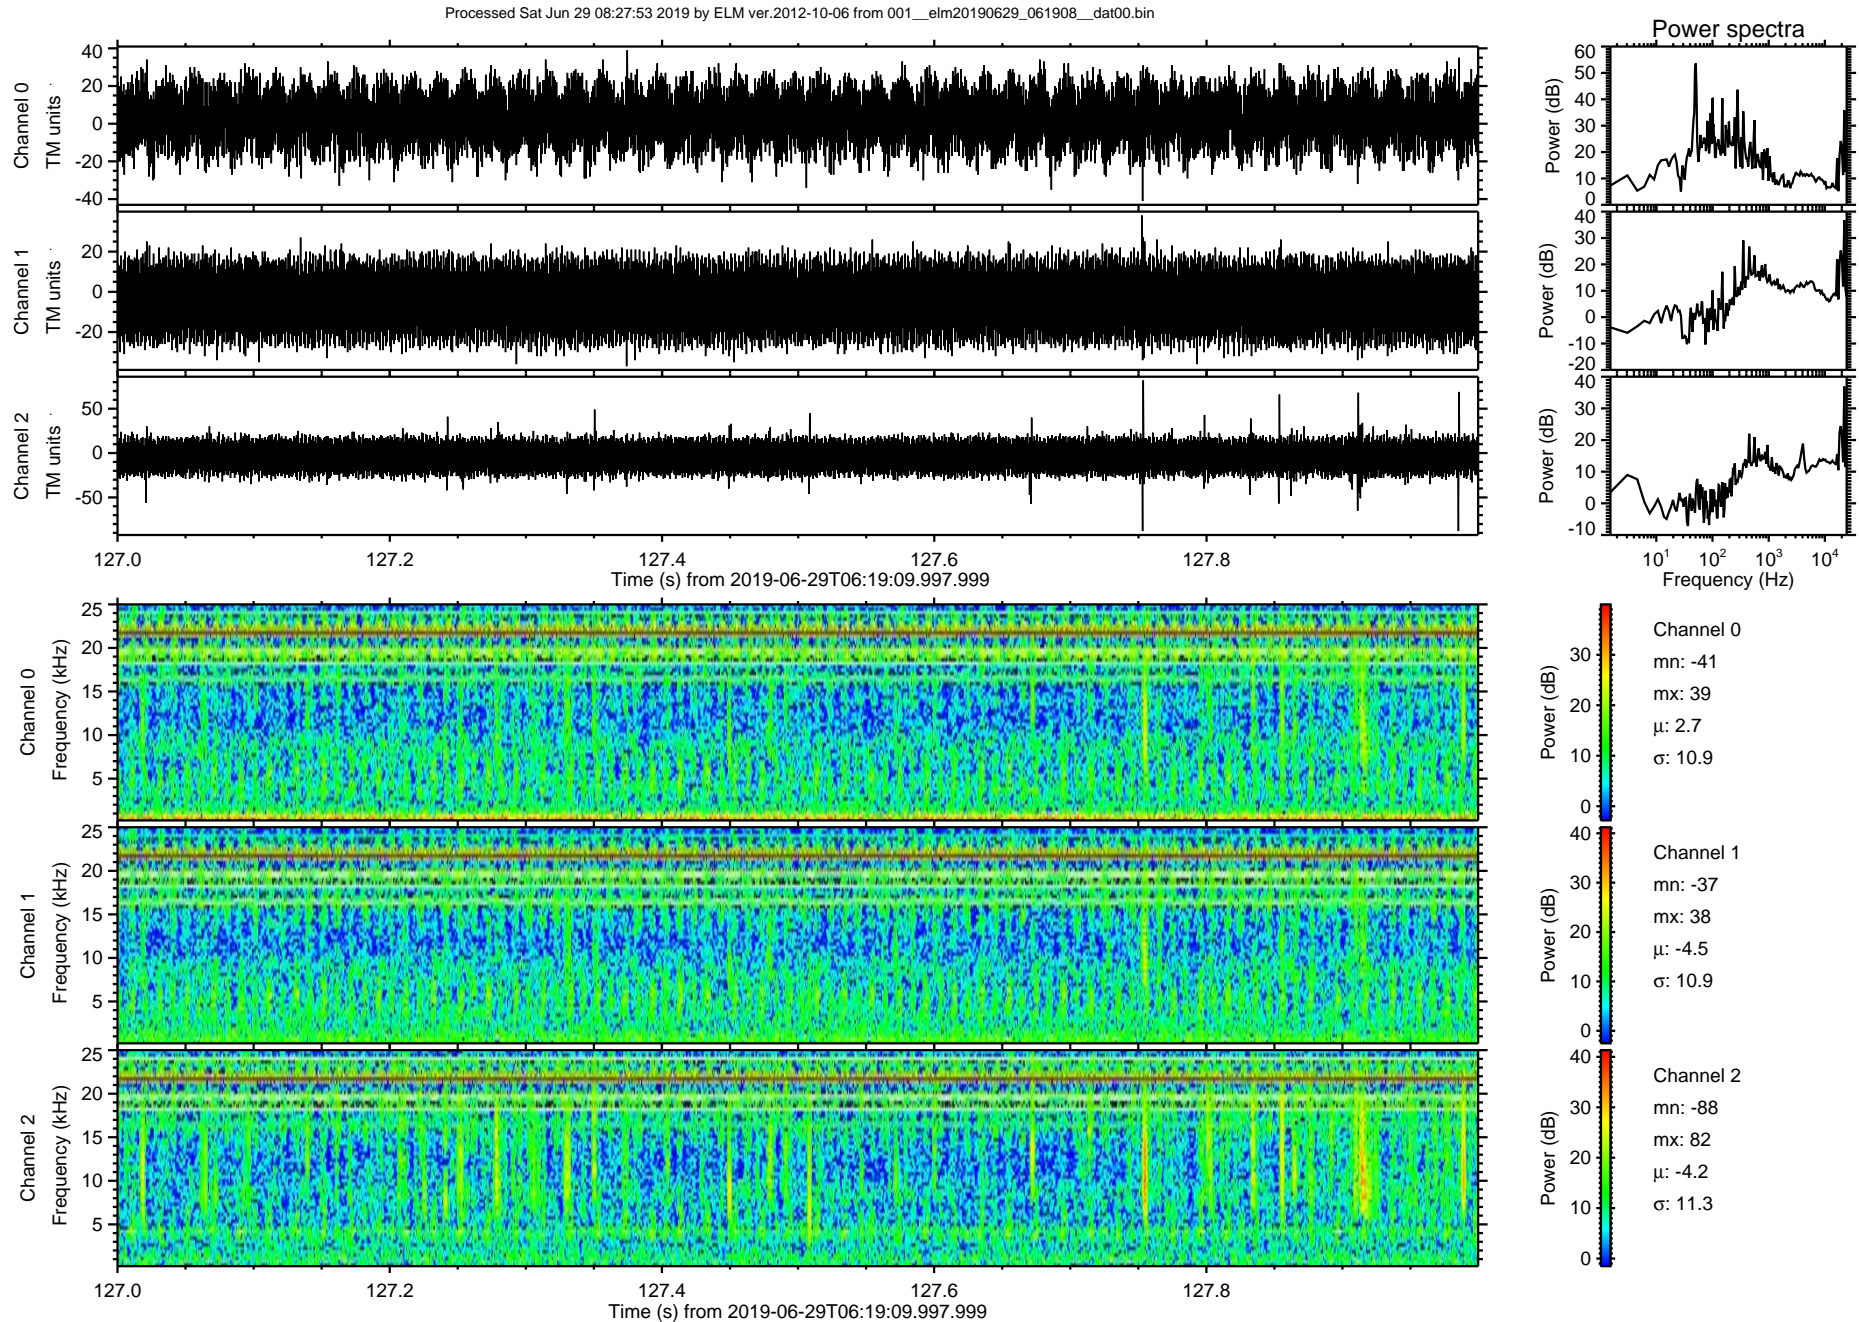 Processed Sat Jun 29 08:27:53 2019 by ELM ver.2012-10-06 from 001__elm20190629_061908__dat00.bin
Power spectra
Channel 0
TM units
40
20
0
-20
-40
Power (dB)
60
50
40
30
20
10
0
Channel 1
TM units
20
0
-20
Power (dB)
40
30
20
10
0
-10
-20
Channel 2
TM units
50
0
-50
Power (dB)
40
30
20
10
0
-10
127.0 127.2 127.4 127.6 127.8
Time (s) from 2019-06-29T06:19:09.997.999
10¹ 10² 10³ 10⁴
Frequency (Hz)
Channel 0
Frequency (kHz)
25
20
15
10
5
Power (dB)
30
20
10
0
Channel 0
mn: -41
mx: 39
μ: 2.7
σ: 10.9
Channel 1
Frequency (kHz)
25
20
15
10
5
Power (dB)
40
30
20
10
0
Channel 1
mn: -37
mx: 38
μ: -4.5
σ: 10.9
Channel 2
Frequency (kHz)
25
20
15
10
5
Power (dB)
40
30
20
10
0
Channel 2
mn: -88
mx: 82
μ: -4.2
σ: 11.3
127.0 127.2 127.4 127.6 127.8
Time (s) from 2019-06-29T06:19:09.997.999